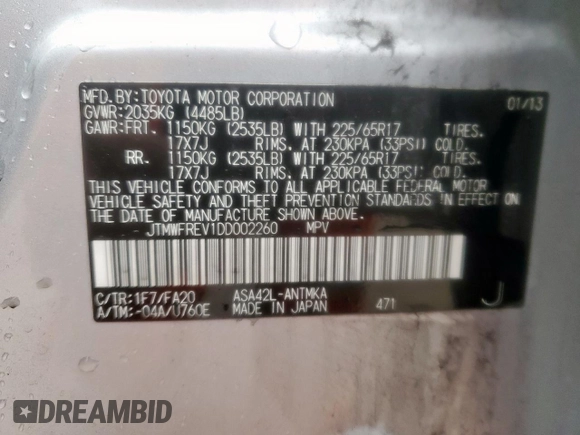 MFD.BY:TOYOTA MOTOR CORPORATION 01/13
GVWR:2035KG (4485LB)
GAWR:FRT. 1150KG (2535LB) WITH 225/65R17 TIRES.
17X7J RIMS. AT 230KPA (33PSI) COLD.
RR. 1150KG (2535LB) WITH 225/65R17 TIRES.
17X7J RIMS. AT 230KPA (33PSI) COLD.
THIS VEHICLE CONFORMS TO ALL APPLICABLE FEDERAL MOTOR
VEHICLE SAFETY AND THEFT PREVENTION STANDARDS IN EFFECT ON
THE DATE OF MANUFACTURE SHOWN ABOVE.
JTMWFREV1DD002260 MPV
C/TR:1F7/FA20 ASA42L-ANTMKA
A/TM:-04A/U760E MADE IN JAPAN 471 J
DREAMBID